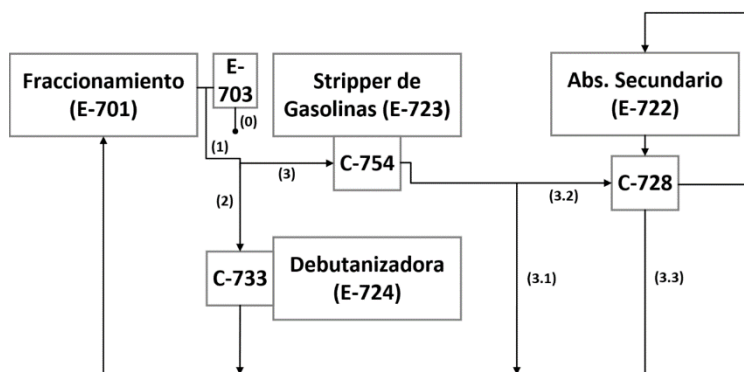 Fraccionamiento
(E-701)
E-
703
(0)
(1)
(2)
(3)
Stripper de
Gasolinas (E-723)
C-754
Abs. Secundario
(E-722)
C-728
(3.2)
C-733
Debutanizadora
(E-724)
(3.1)
(3.3)